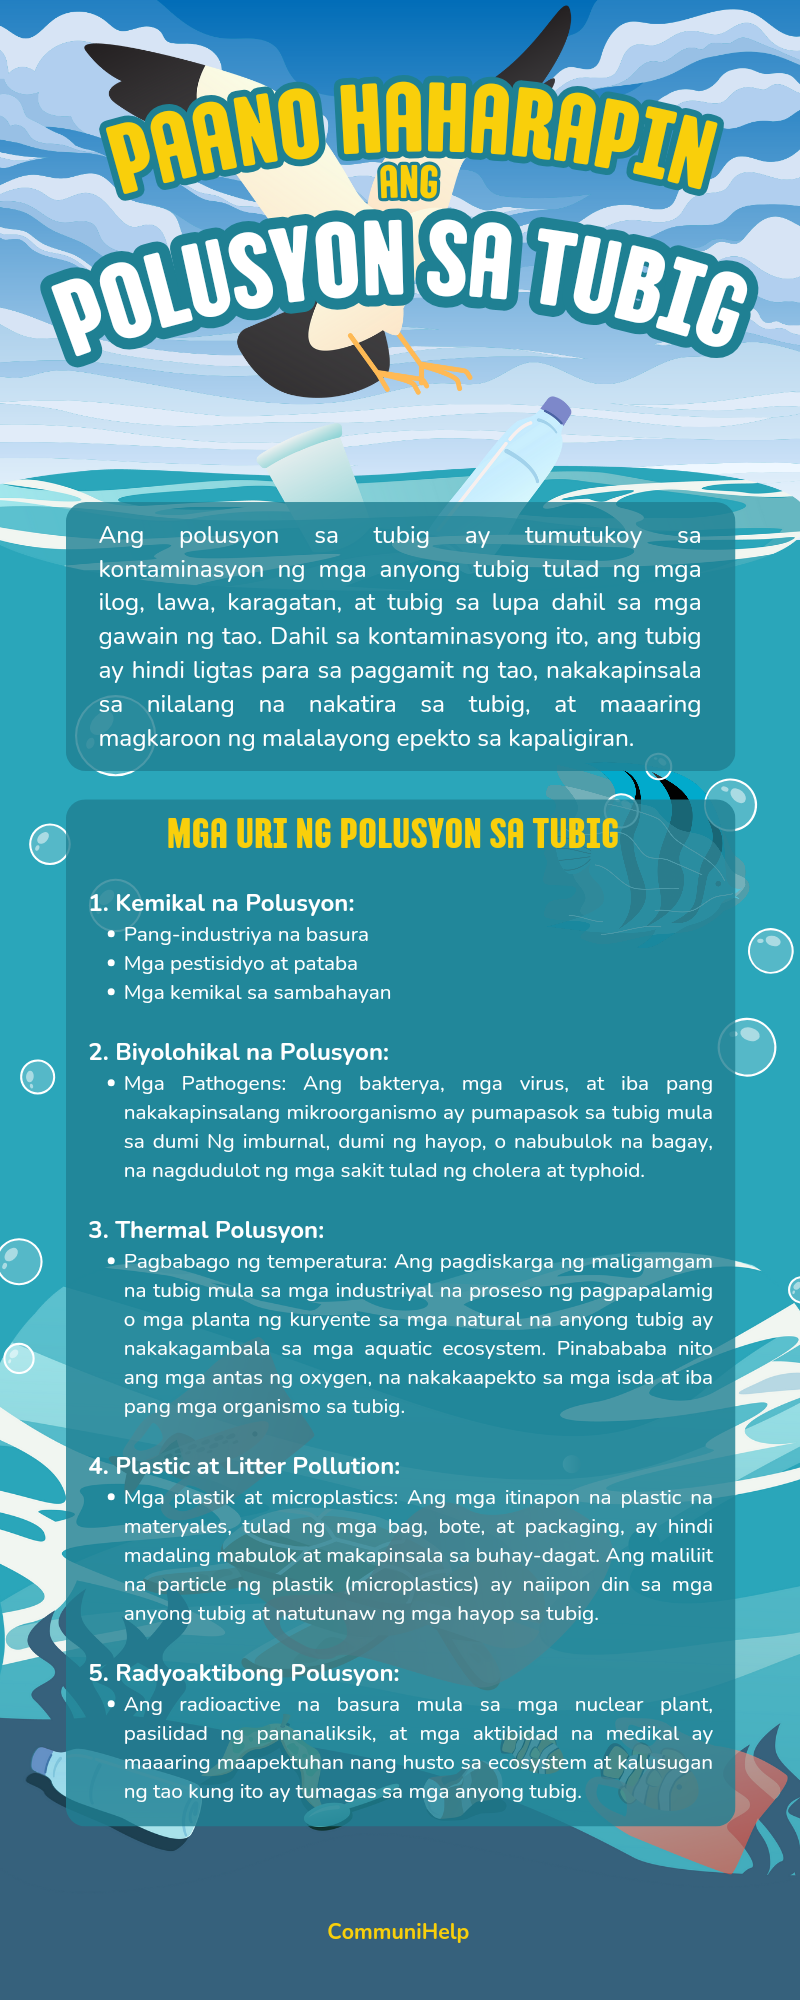 PAANO HAHARAPIN
ANG
POLUSYON SA TUBIG
Ang polusyon sa tubig ay tumutukoy sa
kontaminasyon ng mga anyong tubig tulad ng mga
ilog, lawa, karagatan, at tubig sa lupa dahil sa mga
gawain ng tao. Dahil sa kontaminasyong ito, ang tubig
ay hindi ligtas para sa paggamit ng tao, nakakapinsala
sa nilalang na nakatira sa tubig, at maaaring
magkaroon ng malalayong epekto sa kapaligiran.
MGA URI NG POLUSYON SA TUBIG
1. Kemikal na Polusyon:
• Pang-industriya na basura
• Mga pestisidyo at pataba
• Mga kemikal sa sambahayan
2. Biyolohikal na Polusyon:
• Mga Pathogens: Ang bakterya, mga virus, at iba pang
nakakapinsalang mikroorganismo ay pumapasok sa tubig mula
sa dumi Ng imburnal, dumi ng hayop, o nabubulok na bagay,
na nagdudulot ng mga sakit tulad ng cholera at typhoid.
3. Thermal Polusyon:
• Pagbabago ng temperatura: Ang pagdiskarga ng maligamgam
na tubig mula sa mga industriyal na proseso ng pagpapalamig
o mga planta ng kuryente sa mga natural na anyong tubig ay
nakakagambala sa mga aquatic ecosystem. Pinabababa nito
ang mga antas ng oxygen, na nakakaapekto sa mga isda at iba
pang mga organismo sa tubig.
4. Plastic at Litter Pollution:
• Mga plastik at microplastics: Ang mga itinapon na plastic na
materyales, tulad ng mga bag, bote, at packaging, ay hindi
madaling mabulok at makapinsala sa buhay-dagat. Ang maliliit
na particle ng plastik (microplastics) ay naiipon din sa mga
anyong tubig at natutunaw ng mga hayop sa tubig.
5. Radyoaktibong Polusyon:
• Ang radioactive na basura mula sa mga nuclear plant,
pasilidad ng pananaliksik, at mga aktibidad na medikal ay
maaaring maapektuhan nang husto sa ecosystem at kalusugan
ng tao kung ito ay tumagas sa mga anyong tubig.
CommuniHelp